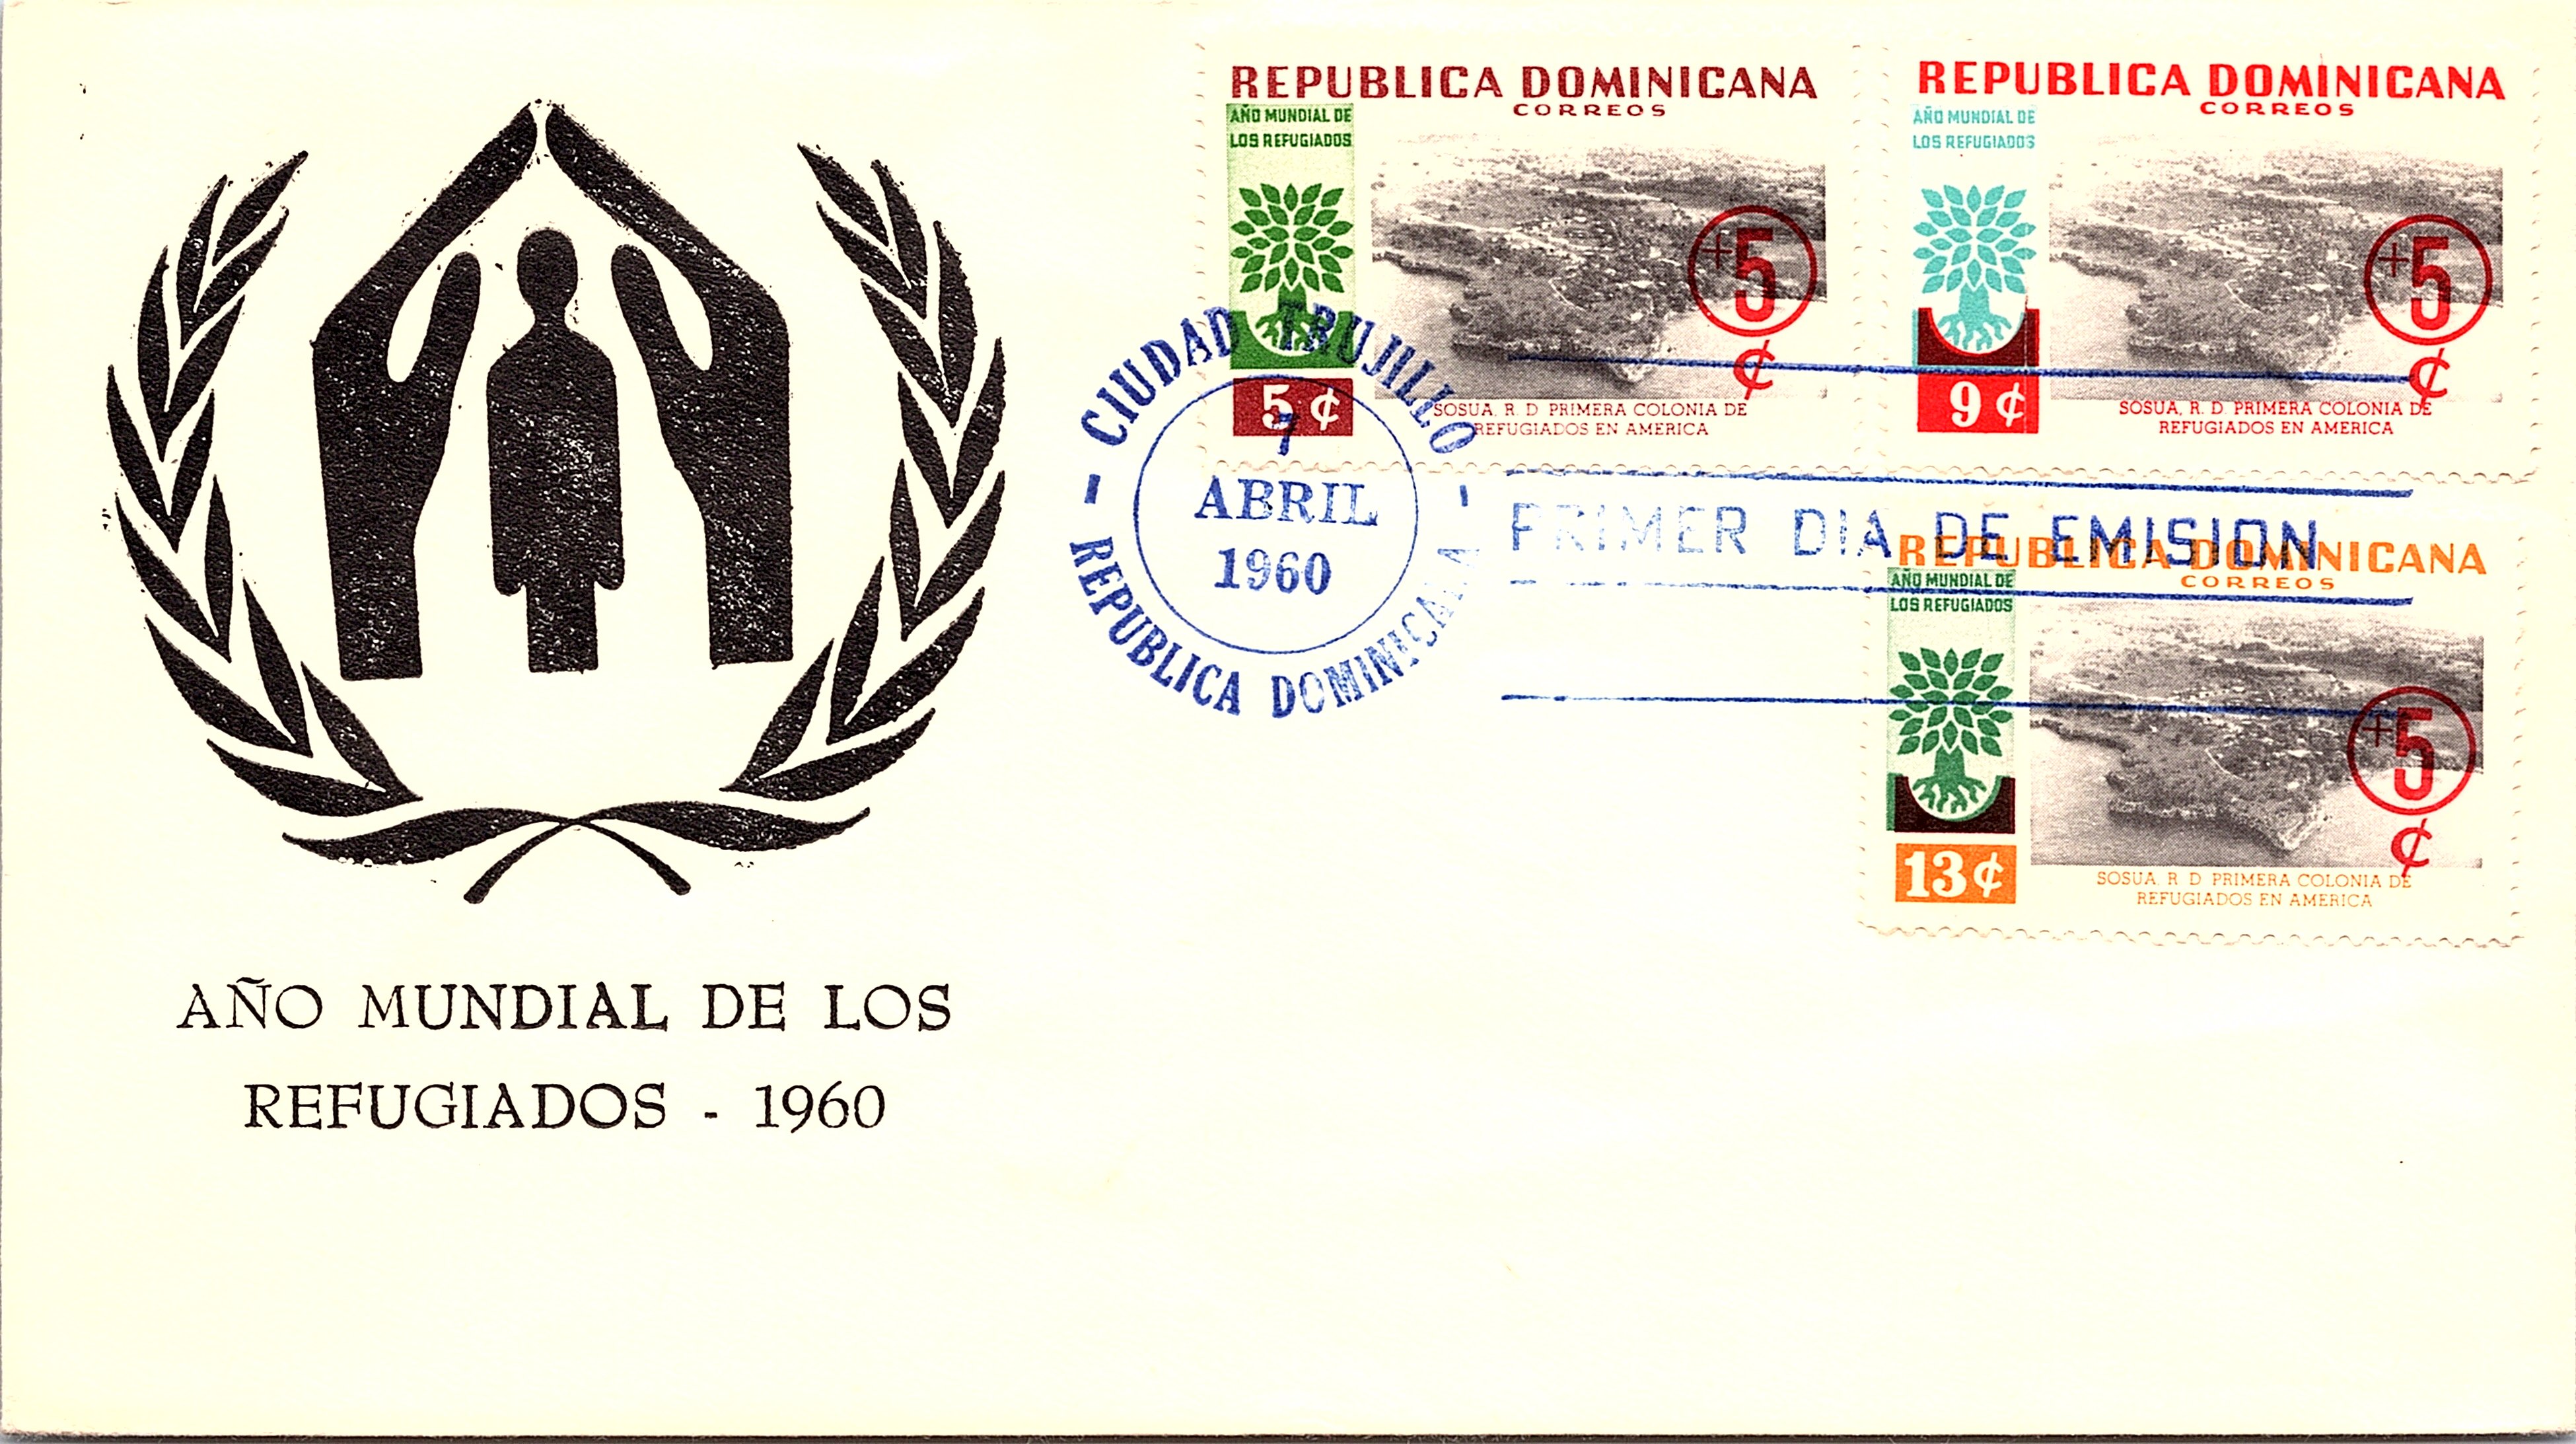 REPUBLICA DOMINICANA
CORREOS
AÑO MUNDIAL DE
LOS REFUGIADOS
+5
¢
5 ¢
SOSUA, R. D. PRIMERA COLONIA DE
REFUGIADOS EN AMERICA
REPUBLICA DOMINICANA
CORREOS
AÑO MUNDIAL DE
LOS REFUGIADOS
+5
¢
9 ¢
SOSUA, R. D. PRIMERA COLONIA DE
REFUGIADOS EN AMERICA
CIUDAD TRUJILLO
7
ABRIL
1960
REPUBLICA DOMINICANA
PRIMER DIA DE EMISION
REPUBLICA DOMINICANA
CORREOS
AÑO MUNDIAL DE
LOS REFUGIADOS
+5
¢
13 ¢
SOSUA, R. D. PRIMERA COLONIA DE
REFUGIADOS EN AMERICA
AÑO MUNDIAL DE LOS
REFUGIADOS - 1960